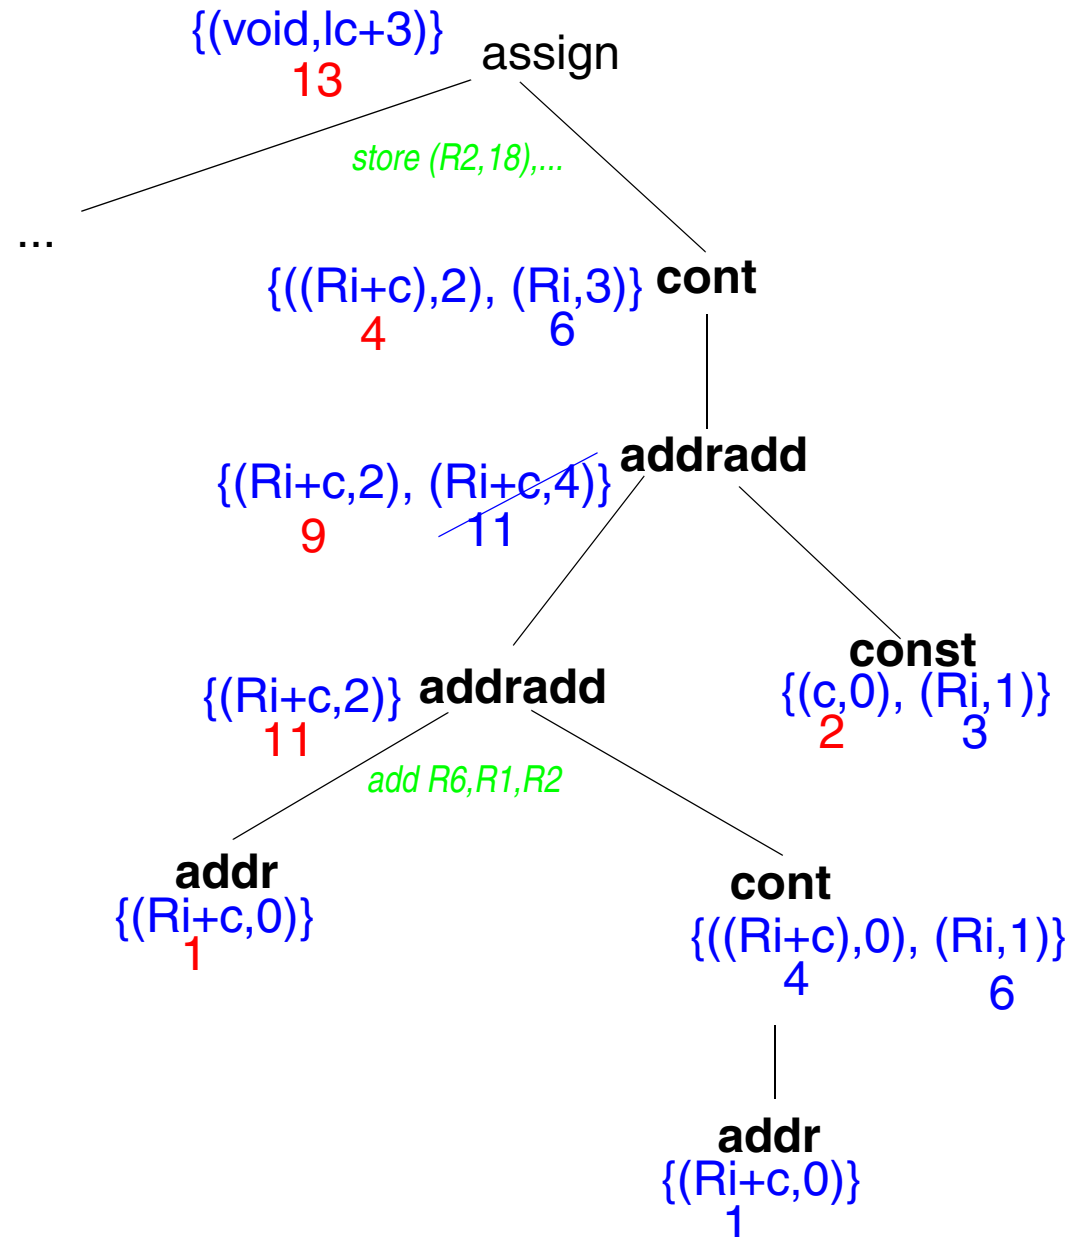 {(void,lc+3)} assign
13
store (R2,18),...
...
{((Ri+c),2), (Ri,3)} cont
4 6
{(Ri+c,2), (Ri+c,4)} addradd
9 11
const
{(c,0), (Ri,1)}
2 3
{(Ri+c,2)} addradd
11
add R6,R1,R2
addr
{(Ri+c,0)}
1
cont
{((Ri+c),0), (Ri,1)}
4 6
addr
{(Ri+c,0)}
1